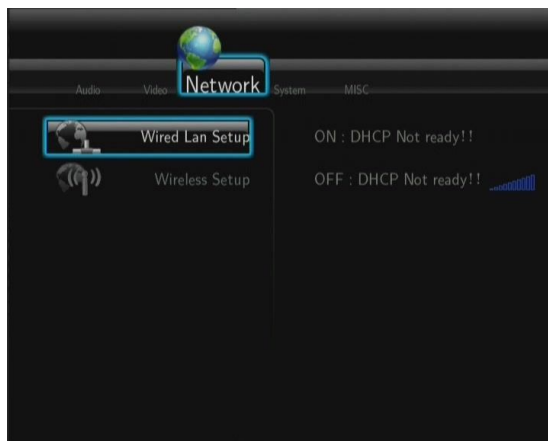 Audio Video Network System MISC
Wired Lan Setup ON : DHCP Not ready!!
Wireless Setup OFF : DHCP Not ready!!